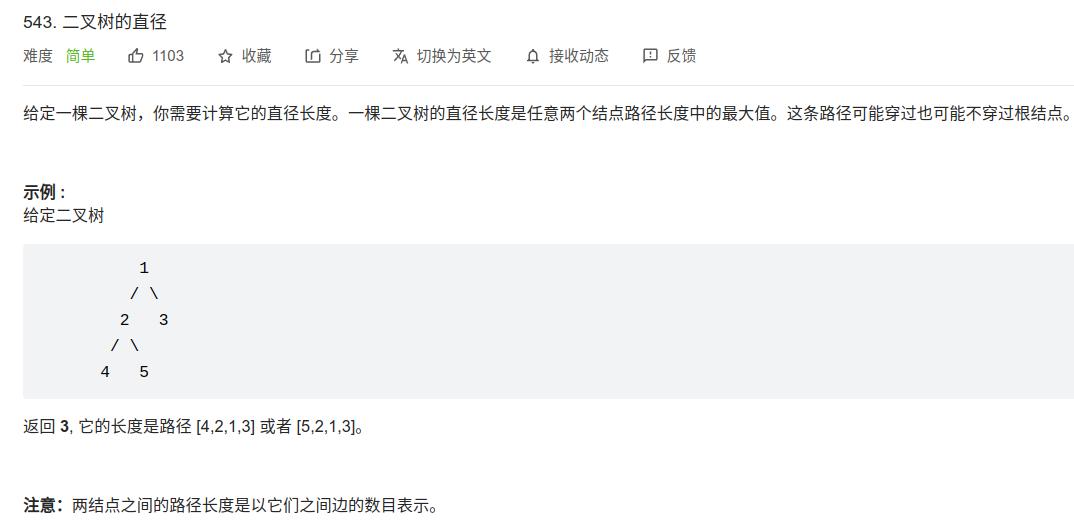 543. 二叉树的直径
难度 简单 1103 收藏 分享 切换为英文 接收动态 反馈
给定一棵二叉树，你需要计算它的直径长度。一棵二叉树的直径长度是任意两个结点路径长度中的最大值。这条路径可能穿过也可能不穿过根结点。
示例 :
给定二叉树
1
/ \
2 3
/ \
4 5
返回 3, 它的长度是路径 [4,2,1,3] 或者 [5,2,1,3]。
注意：两结点之间的路径长度是以它们之间边的数目表示。